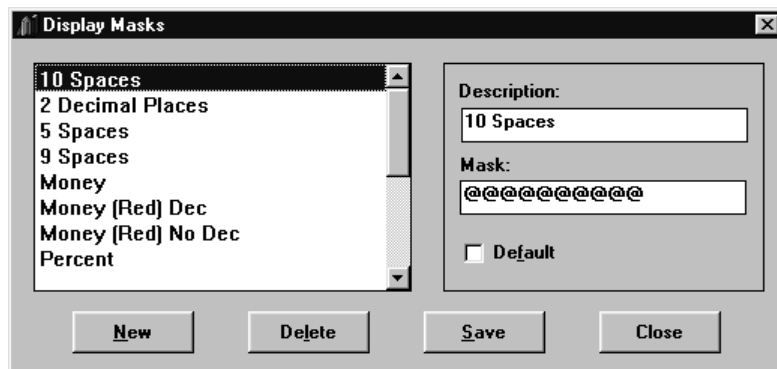 Display Masks
10 Spaces
2 Decimal Places
5 Spaces
9 Spaces
Money
Money (Red) Dec
Money (Red) No Dec
Percent
Description:
10 Spaces
Mask:
@@@@@@@@@@
Default
New
Delete
Save
Close